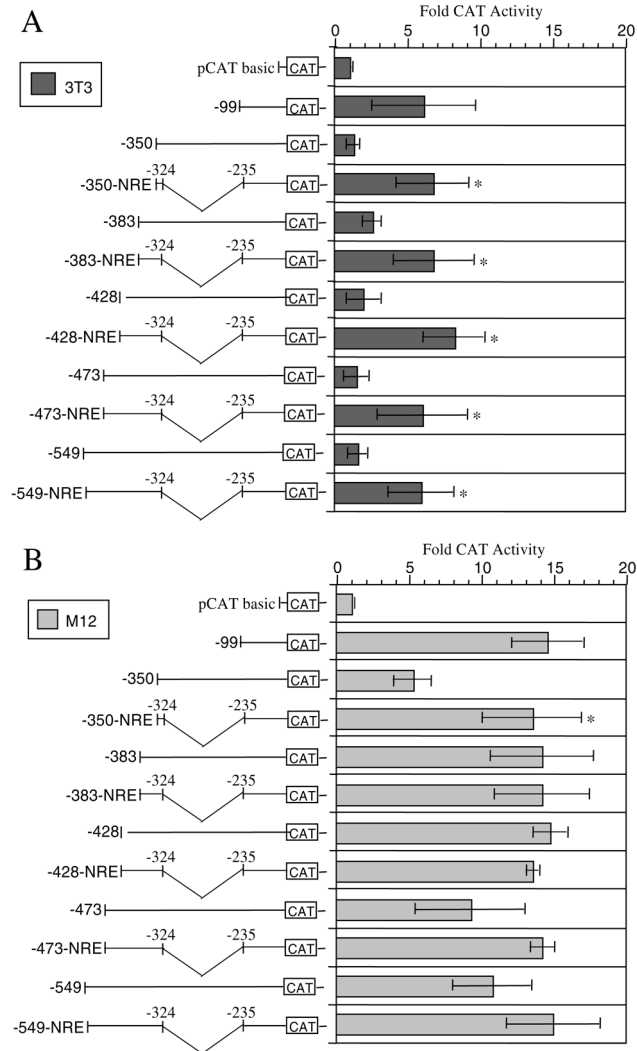 A
Fold CAT Activity
0 5 10 15 20
3T3
pCAT basic CAT
-99 CAT
-350 CAT
-324 -235
-350-NRE CAT *
-383 CAT
-324 -235
-383-NRE CAT *
-428 CAT
-324 -235
-428-NRE CAT *
-473 CAT
-324 -235
-473-NRE CAT *
-549 CAT
-324 -235
-549-NRE CAT *
B
Fold CAT Activity
0 5 10 15 20
M12
pCAT basic CAT
-99 CAT
-350 CAT
-324 -235
-350-NRE CAT *
-383 CAT
-324 -235
-383-NRE CAT
-428 CAT
-324 -235
-428-NRE CAT
-473 CAT
-324 -235
-473-NRE CAT
-549 CAT
-324 -235
-549-NRE CAT